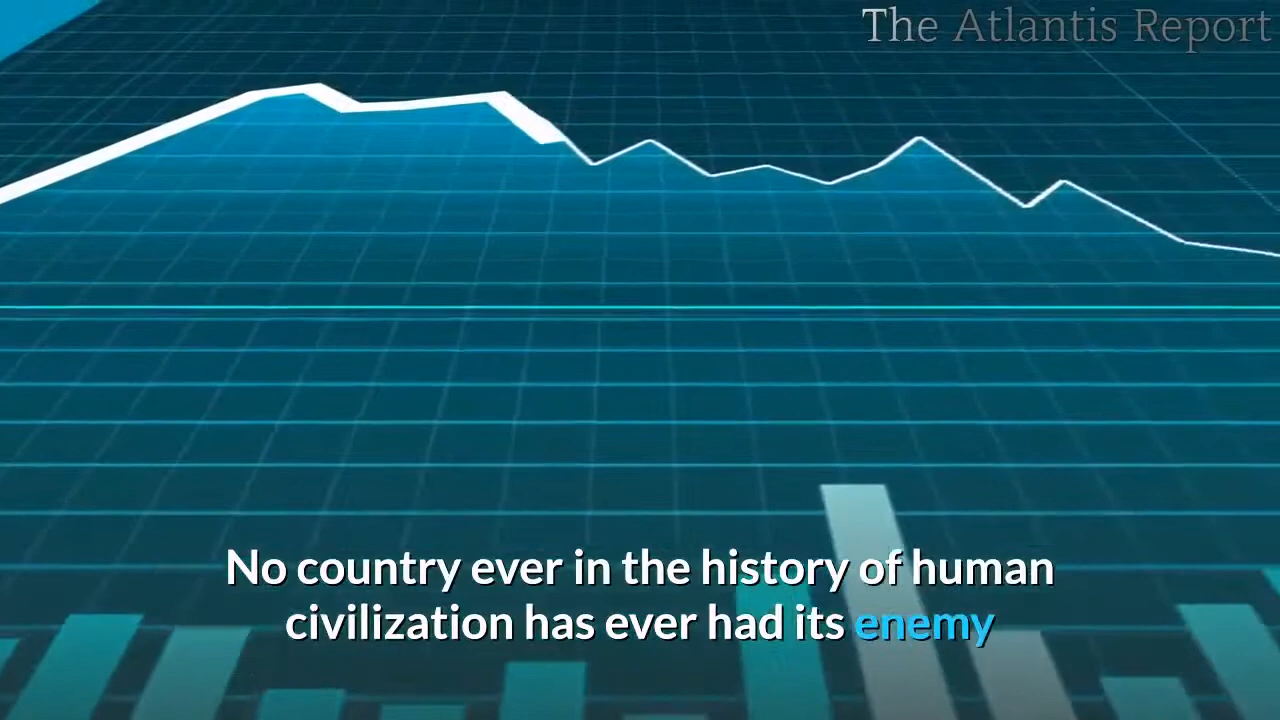 The Atlantis Report
No country ever in the history of human
civilization has ever had its enemy